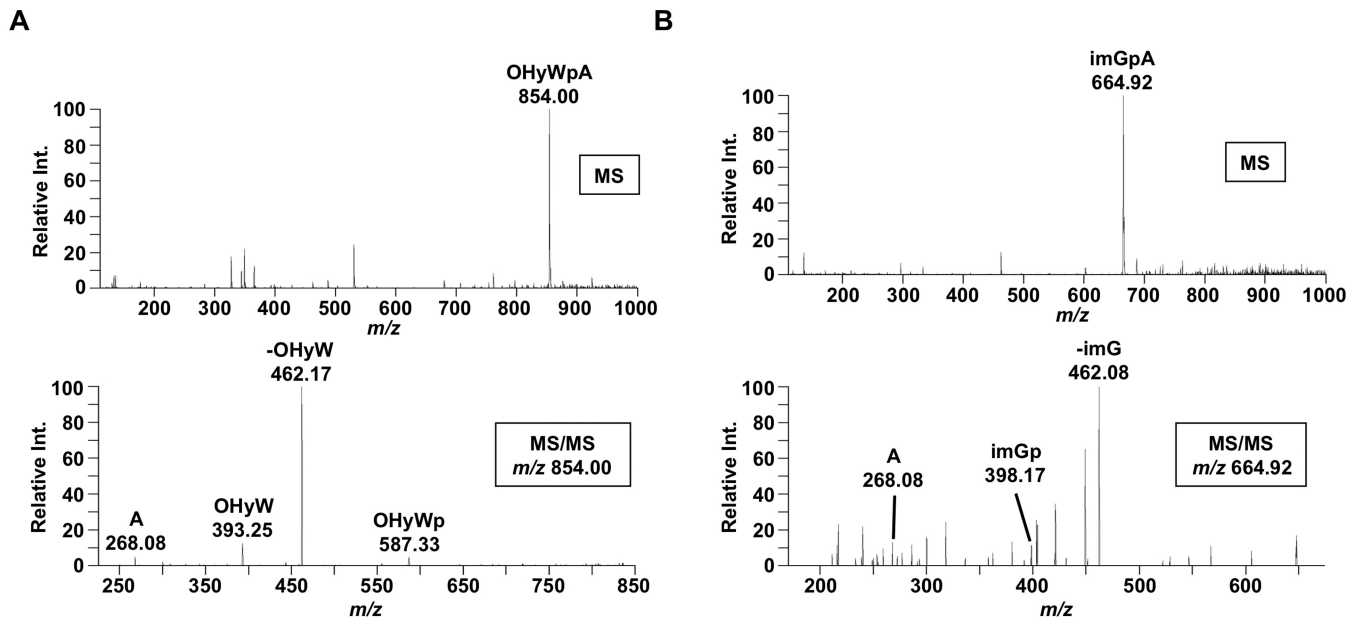 A
OHyWpA
854.00
100
80
60
40
20
0
Relative Int.
MS
200 300 400 500 600 700 800 900 1000
m/z
-OHyW
462.17
100
80
60
40
20
0
Relative Int.
MS/MS
m/z 854.00
A
268.08
OHyW
393.25
OHyWp
587.33
250 350 450 550 650 750 850
m/z
B
imGpA
664.92
100
80
60
40
20
0
Relative Int.
MS
200 300 400 500 600 700 800 900 1000
m/z
-imG
462.08
100
80
60
40
20
0
Relative Int.
MS/MS
m/z 664.92
A
268.08
imGp
398.17
200 300 400 500 600
m/z